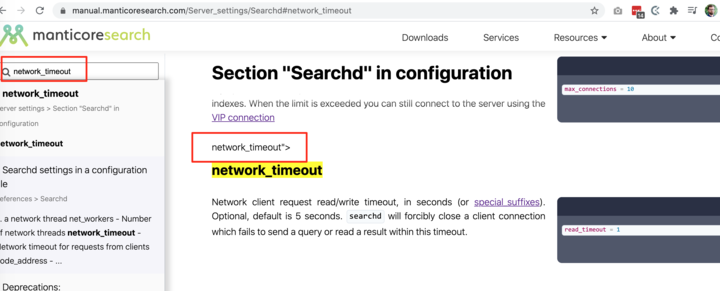 manual.manticoresearch.com/Server_settings/Searchd#network_timeout
manticoresearch
Downloads
Services
Resources
About
network_timeout
network_timeout
erver settings > Section "Searchd" in
onfiguration
etwork_timeout
Searchd settings in a configuration
le
eferences > Searchd
. a network thread net_workers - Number
f network threads network_timeout -
etwork timeout for requests from clients
ode_address - ...
Deprecations:
Section "Searchd" in configuration
indexes. When the limit is exceeded you can still connect to the server using the
VIP connection
network_timeout">
network_timeout
Network client request read/write timeout, in seconds (or special suffixes).
Optional, default is 5 seconds. searchd will forcibly close a client connection
which fails to send a query or read a result within this timeout.
max_connections = 10
read_timeout = 1